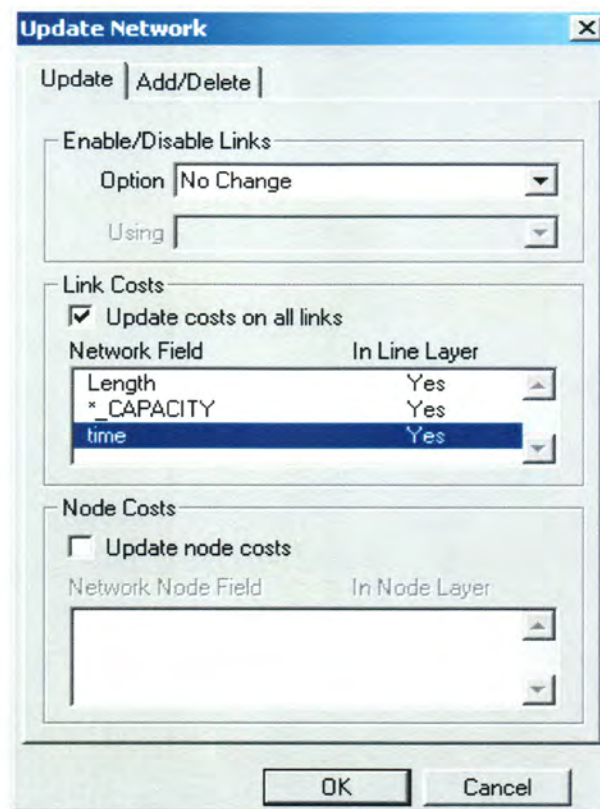 Update Network
Update Add/Delete
Enable/Disable Links
Option No Change
Using
Link Costs
Update costs on all links
Network Field In Line Layer
Length Yes
*_CAPACITY Yes
time Yes
Node Costs
Update node costs
Network Node Field In Node Layer
OK Cancel